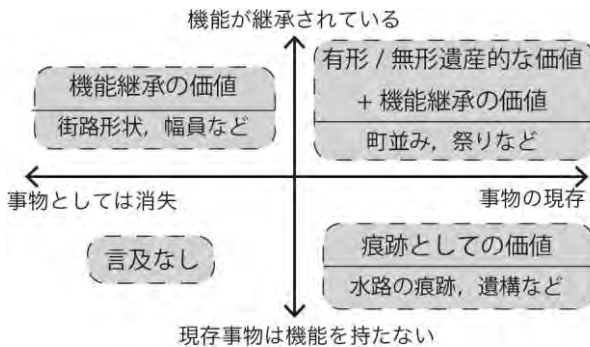 機能が継承されている
機能継承の価値
街路形状，幅員など
有形 / 無形遺産的な価値
+ 機能継承の価値
町並み，祭りなど
事物としては消失
事物の現存
言及なし
痕跡としての価値
水路の痕跡，遺構など
現存事物は機能を持たない